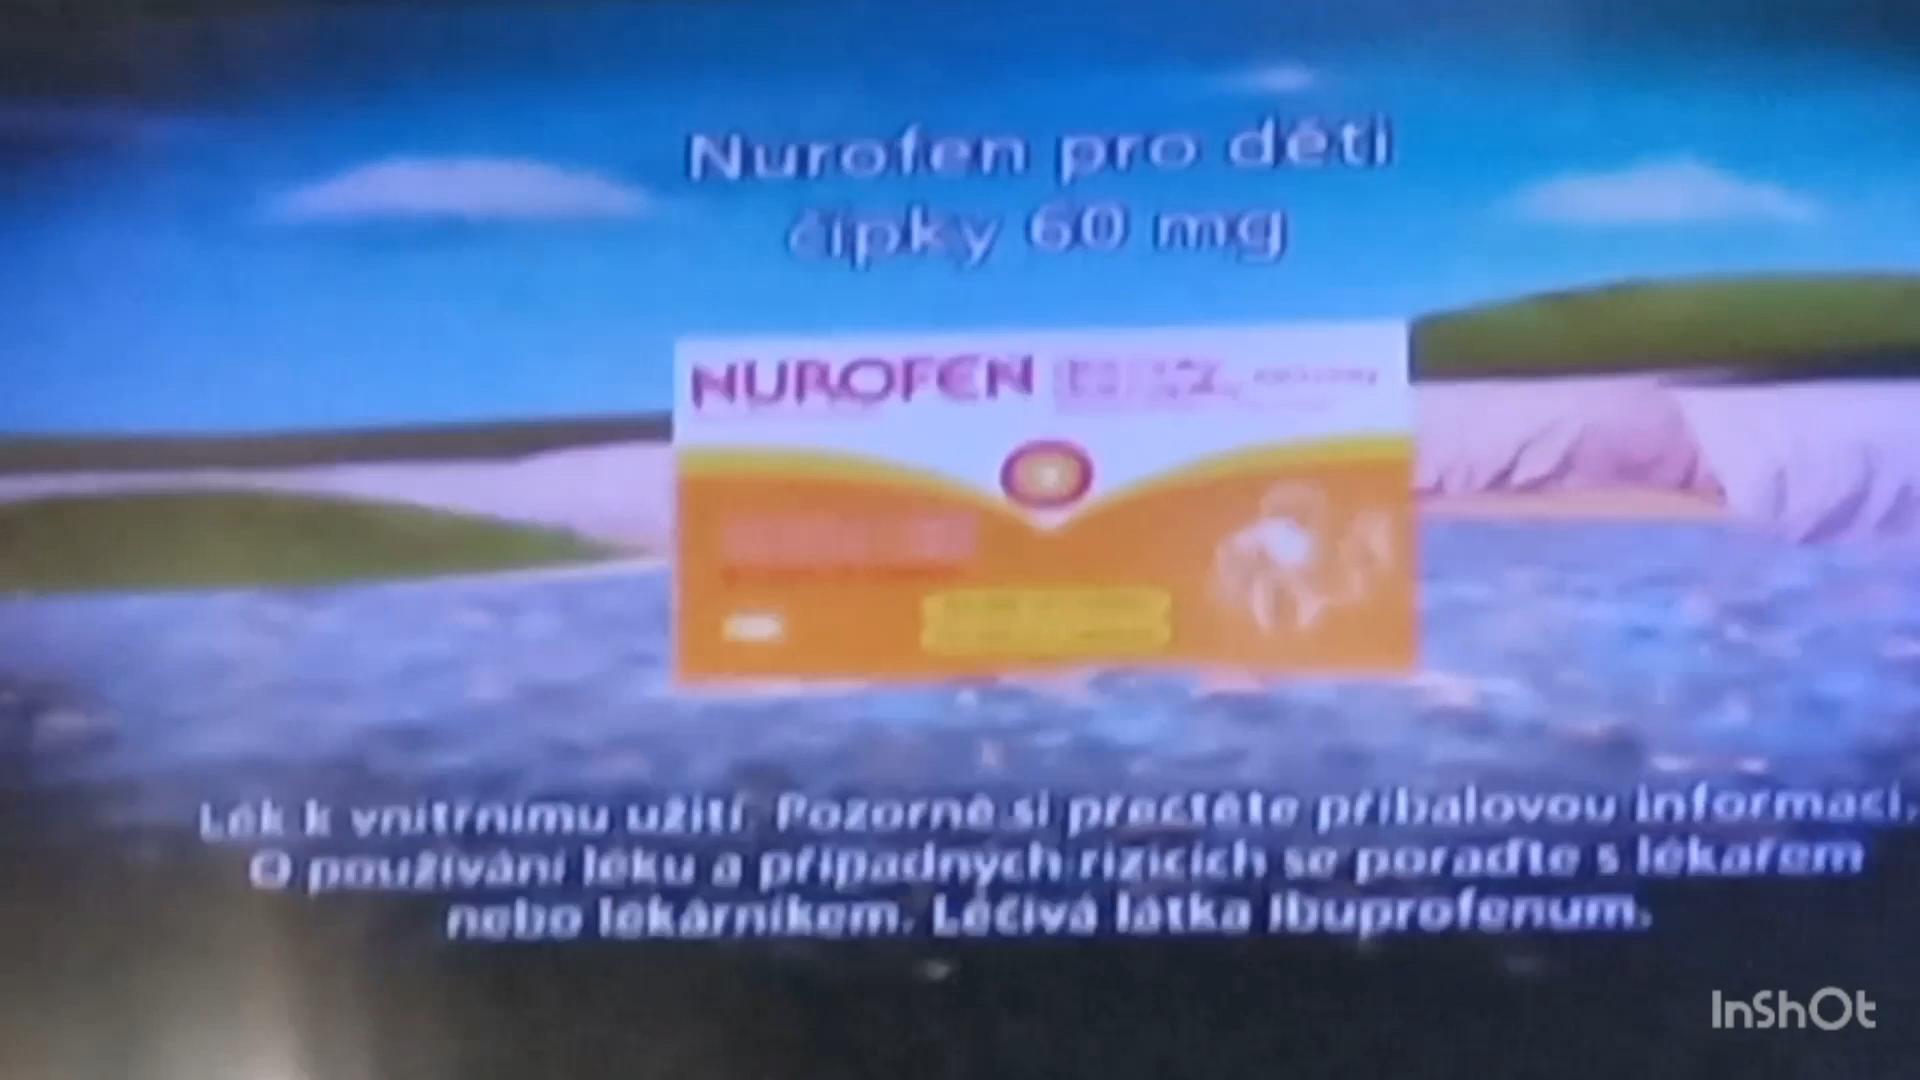 Nurofen pro děti
čípky 60 mg
NUROFEN
Lék k vnitřnímu užití. Pozorně si přečtěte příbalovou informaci.
O používání léku a případných rizicích se poraďte s lékařem
nebo lékárníkem. Léčivá látka Ibuprofenum.
InShOt